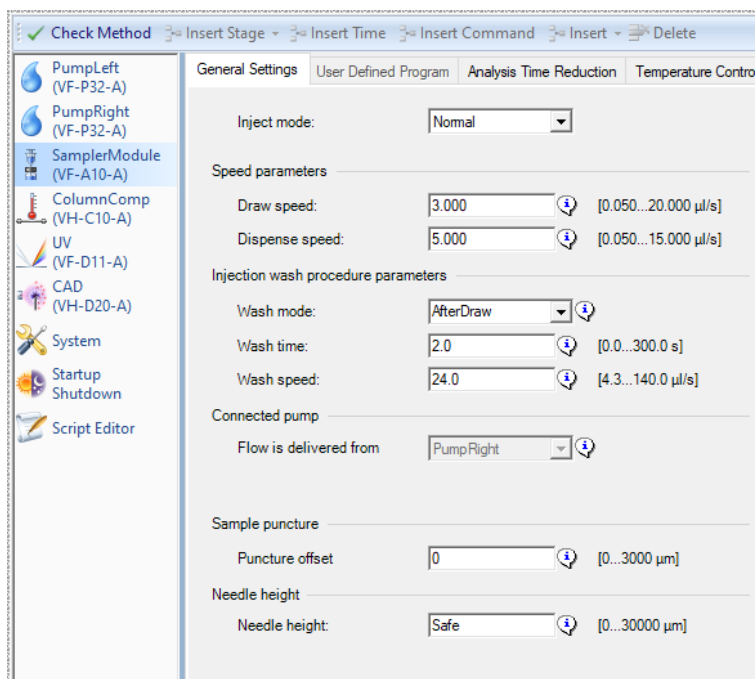 Check Method Insert Stage Insert Time Insert Command Insert Delete
PumpLeft
(VF-P32-A)
PumpRight
(VF-P32-A)
SamplerModule
(VF-A10-A)
ColumnComp
(VH-C10-A)
UV
(VF-D11-A)
CAD
(VH-D20-A)
System
Startup
Shutdown
Script Editor
General Settings User Defined Program Analysis Time Reduction Temperature Contro
Inject mode: Normal
Speed parameters
Draw speed: 3.000 [0.050...20.000 µl/s]
Dispense speed: 5.000 [0.050...15.000 µl/s]
Injection wash procedure parameters
Wash mode: AfterDraw
Wash time: 2.0 [0.0...300.0 s]
Wash speed: 24.0 [4.3...140.0 µl/s]
Connected pump
Flow is delivered from PumpRight
Sample puncture
Puncture offset 0 [0...3000 µm]
Needle height
Needle height: Safe [0...30000 µm]